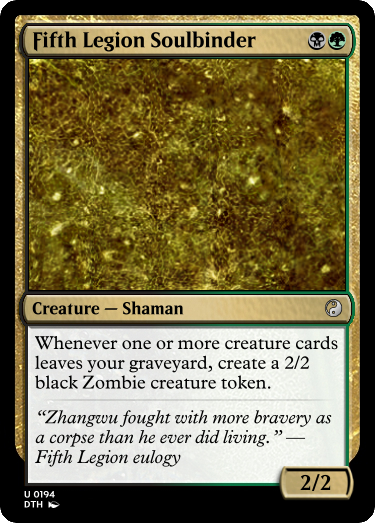 Fifth Legion Soulbinder
Creature — Shaman
Whenever one or more creature cards
leaves your graveyard, create a 2/2
black Zombie creature token.
“Zhangwu fought with more bravery as
a corpse than he ever did living.” —
Fifth Legion eulogy
2/2
U 0194
DTH